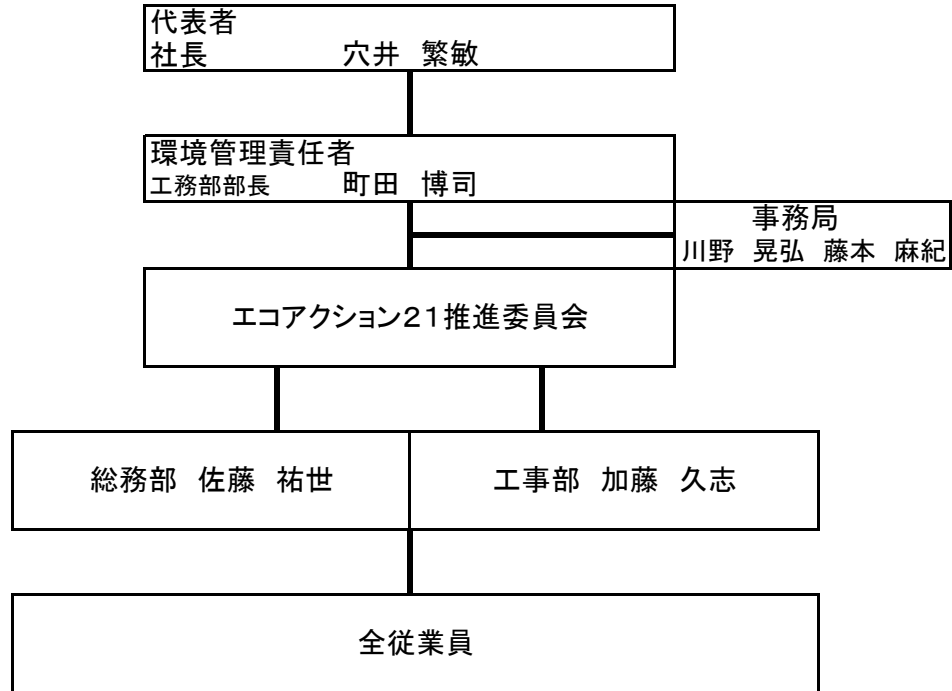 代表者
社長 穴井 繁敏
環境管理責任者
工務部部長 町田 博司
事務局
川野 晃弘 藤本 麻紀
エコアクション21推進委員会
総務部 佐藤 祐世 工事部 加藤 久志
全従業員